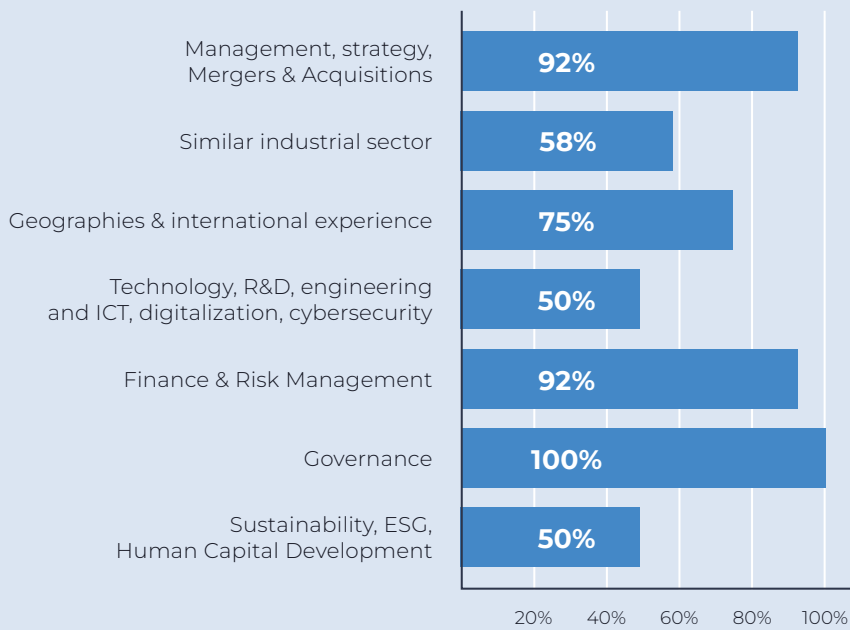 Management, strategy,
Mergers & Acquisitions
92%
Similar industrial sector
58%
Geographies & international experience
75%
Technology, R&D, engineering
and ICT, digitalization, cybersecurity
50%
Finance & Risk Management
92%
Governance
100%
Sustainability, ESG,
Human Capital Development
50%
20% 40% 60% 80% 100%